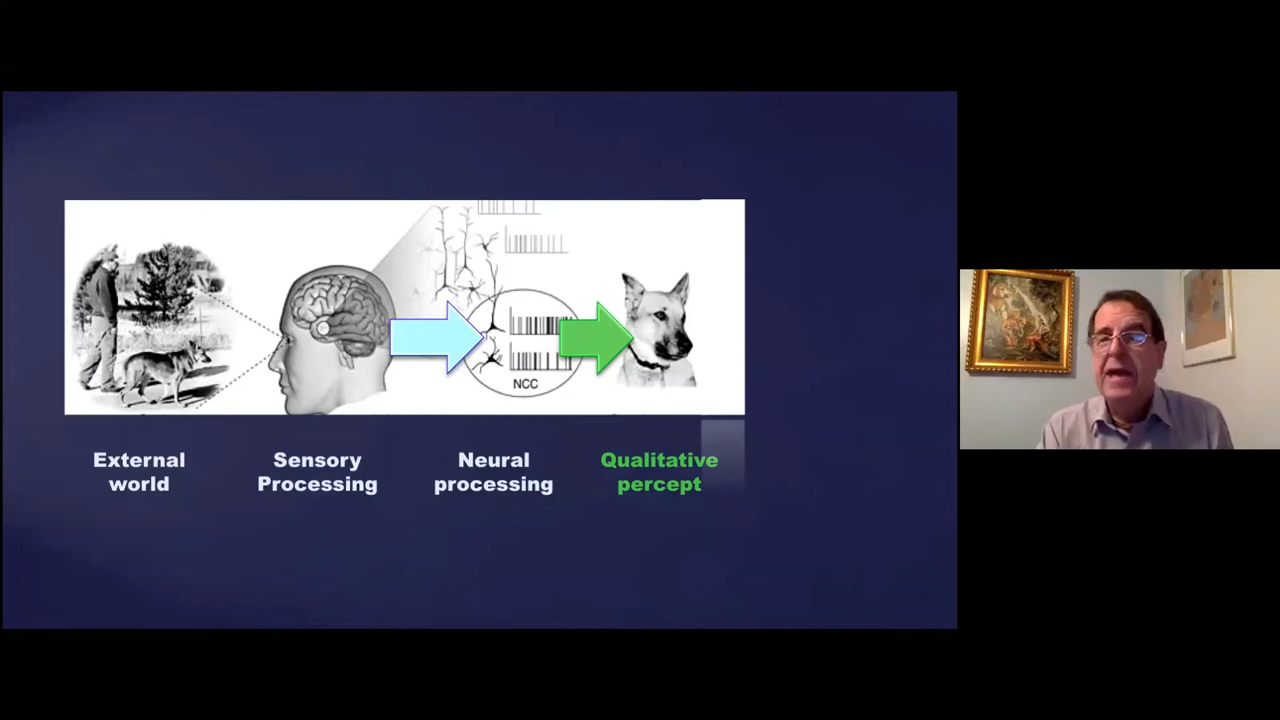 NCC
External
world
Sensory
Processing
Neural
processing
Qualitative
percept